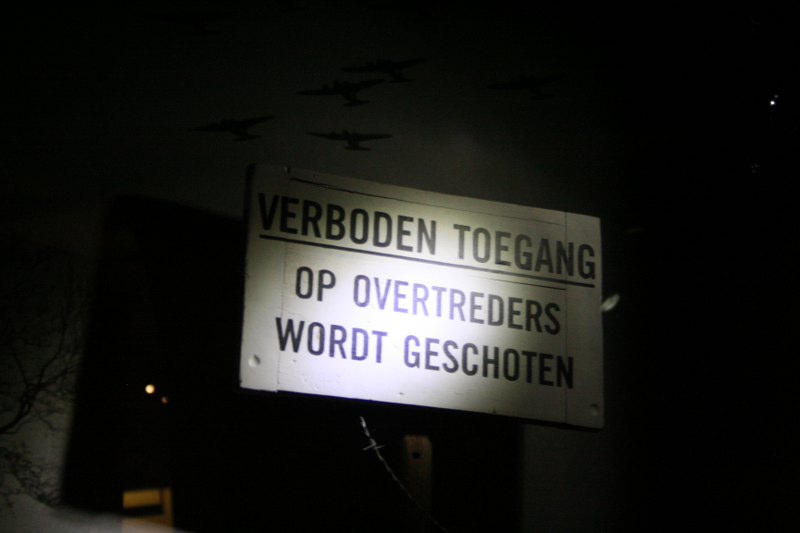 VERBODEN TOEGANG
OP OVERTREDERS
WORDT GESCHOTEN